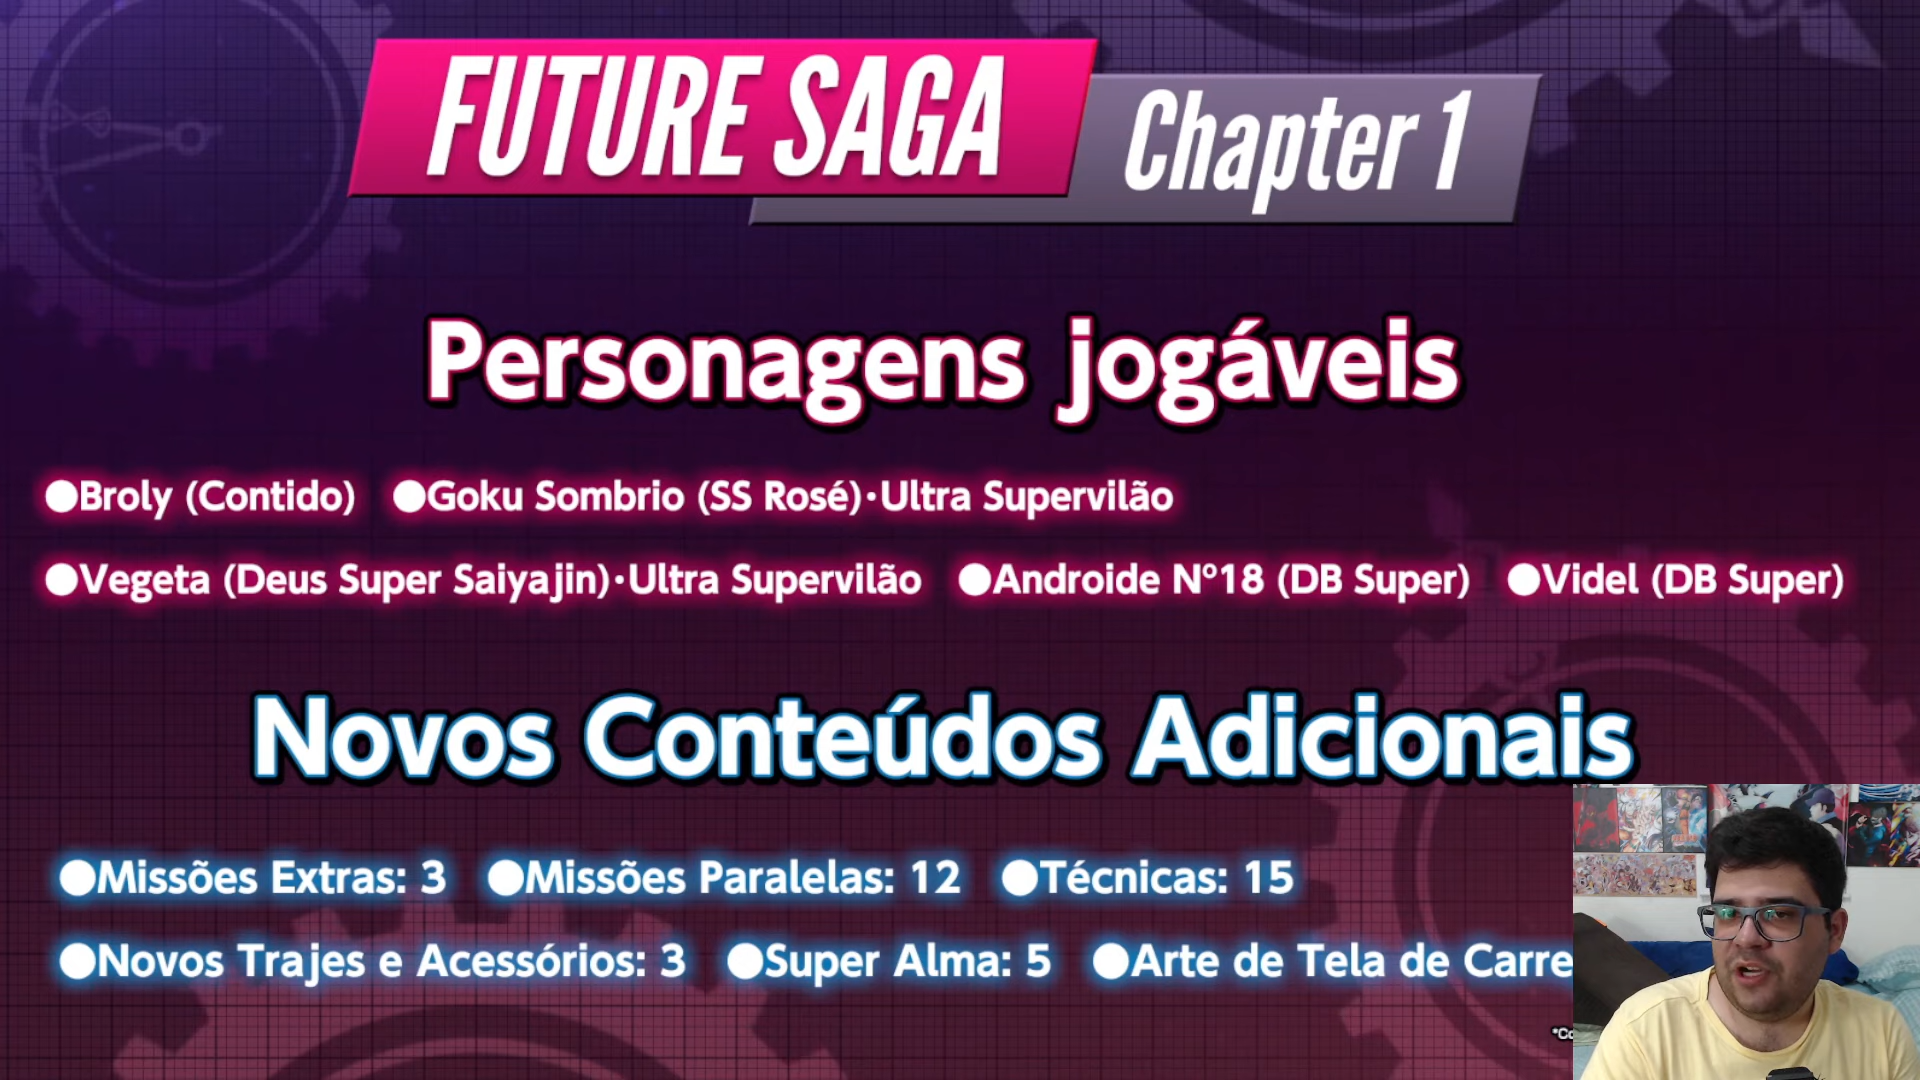 FUTURE SAGA
Chapter 1
Personagens jogáveis
●Broly (Contido) ●Goku Sombrio (SS Rosé)・Ultra Supervilão
●Vegeta (Deus Super Saiyajin)・Ultra Supervilão ●Androide Nº18 (DB Super) ●Videl (DB Super)
Novos Conteúdos Adicionais
●Missões Extras: 3 ●Missões Paralelas: 12 ●Técnicas: 15
●Novos Trajes e Acessórios: 3 ●Super Alma: 5 ●Arte de Tela de Carre